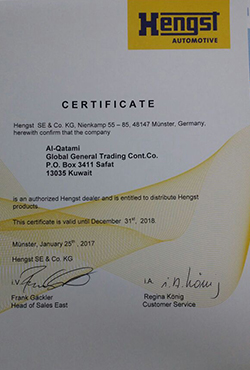 Hengst
AUTOMOTIVE
CERTIFICATE
Hengst SE & Co. KG, Nienkamp 55 – 85, 48147 Münster, Germany,
herewith confirm that the company
Al-Qatami
Global General Trading Cont.Co.
P.O. Box 3411 Safat
13035 Kuwait
is an authorized Hengst dealer and is entitled to distribute Hengst
products.
This certificate is valid until December 31st, 2018.
Münster, January 25th, 2017
Hengst SE & Co. KG
i.V.
i.A.
Frank Gäckler
Regina König
Head of Sales East
Customer Service